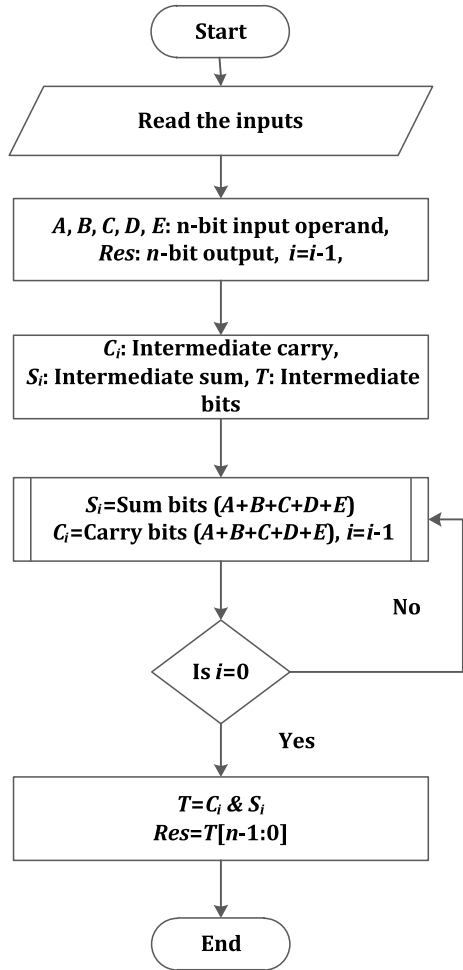 Start
Read the inputs
A, B, C, D, E: n-bit input operand,
Res: n-bit output, i=i-1,
Cᵢ: Intermediate carry,
Sᵢ: Intermediate sum, T: Intermediate
bits
Sᵢ=Sum bits (A+B+C+D+E)
Cᵢ=Carry bits (A+B+C+D+E), i=i-1
No
Is i=0
Yes
T=Cᵢ & Sᵢ
Res=T[n-1:0]
End